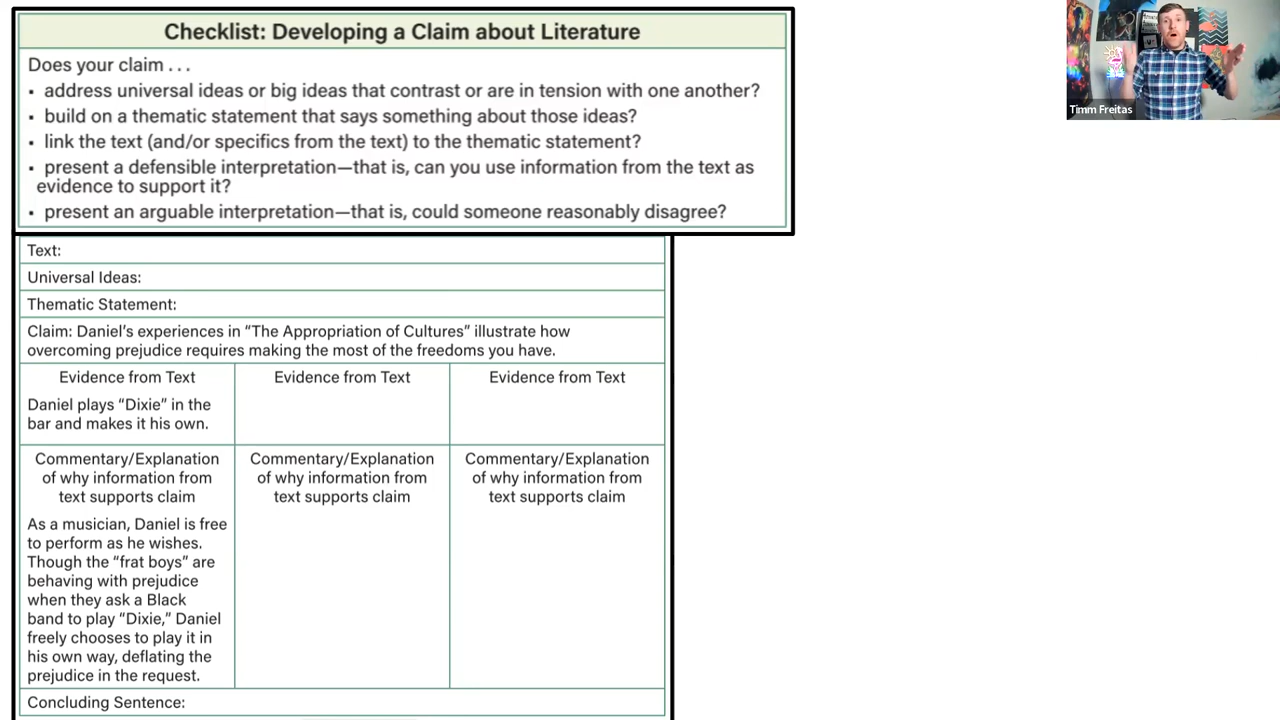 Checklist: Developing a Claim about Literature
Does your claim . . .
• address universal ideas or big ideas that contrast or are in tension with one another?
• build on a thematic statement that says something about those ideas?
• link the text (and/or specifics from the text) to the thematic statement?
• present a defensible interpretation—that is, can you use information from the text as
evidence to support it?
• present an arguable interpretation—that is, could someone reasonably disagree?
Timm Freitas
Text:
Universal Ideas:
Thematic Statement:
Claim: Daniel’s experiences in “The Appropriation of Cultures” illustrate how
overcoming prejudice requires making the most of the freedoms you have.
Evidence from Text
Daniel plays “Dixie” in the
bar and makes it his own.
Evidence from Text
Evidence from Text
Commentary/Explanation
of why information from
text supports claim
As a musician, Daniel is free
to perform as he wishes.
Though the “frat boys” are
behaving with prejudice
when they ask a Black
band to play “Dixie,” Daniel
freely chooses to play it in
his own way, deflating the
prejudice in the request.
Commentary/Explanation
of why information from
text supports claim
Commentary/Explanation
of why information from
text supports claim
Concluding Sentence: